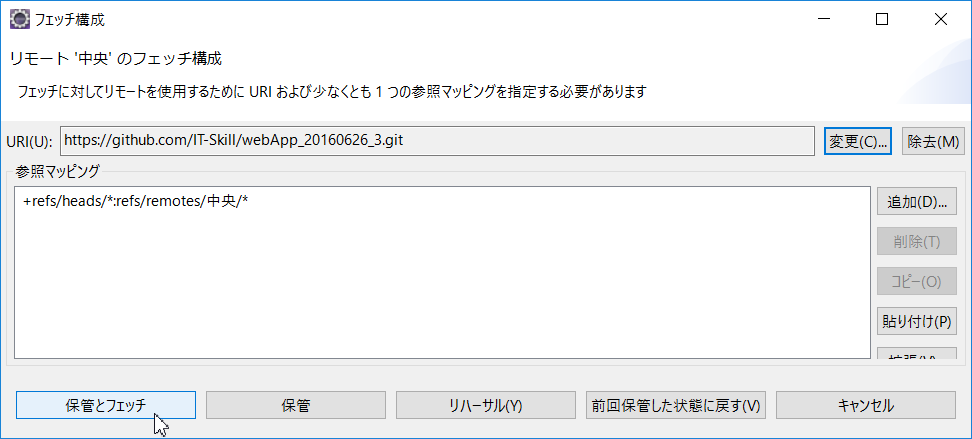 フェッチ構成
リモート '中央' のフェッチ構成
フェッチに対してリモートを使用するために URI および少なくとも 1 つの参照マッピングを指定する必要があります
URI(U): https://github.com/IT-Skill/webApp_20160626_3.git 変更(C)... 除去(M)
参照マッピング
+refs/heads/*:refs/remotes/中央/*
追加(D)...
削除(T)
コピー(O)
貼り付け(P)
保管とフェッチ 保管 リハーサル(Y) 前回保管した状態に戻す(V) キャンセル